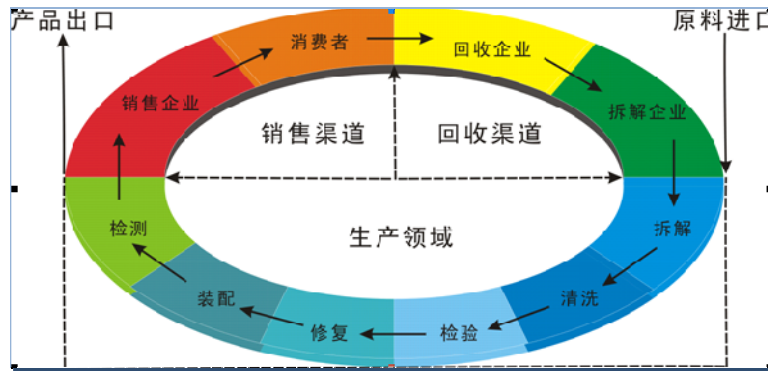 产品出口
原料进口
消费者
回收企业
销售企业
拆解企业
销售渠道
回收渠道
检测
拆解
生产领域
装配
清洗
修复
检验